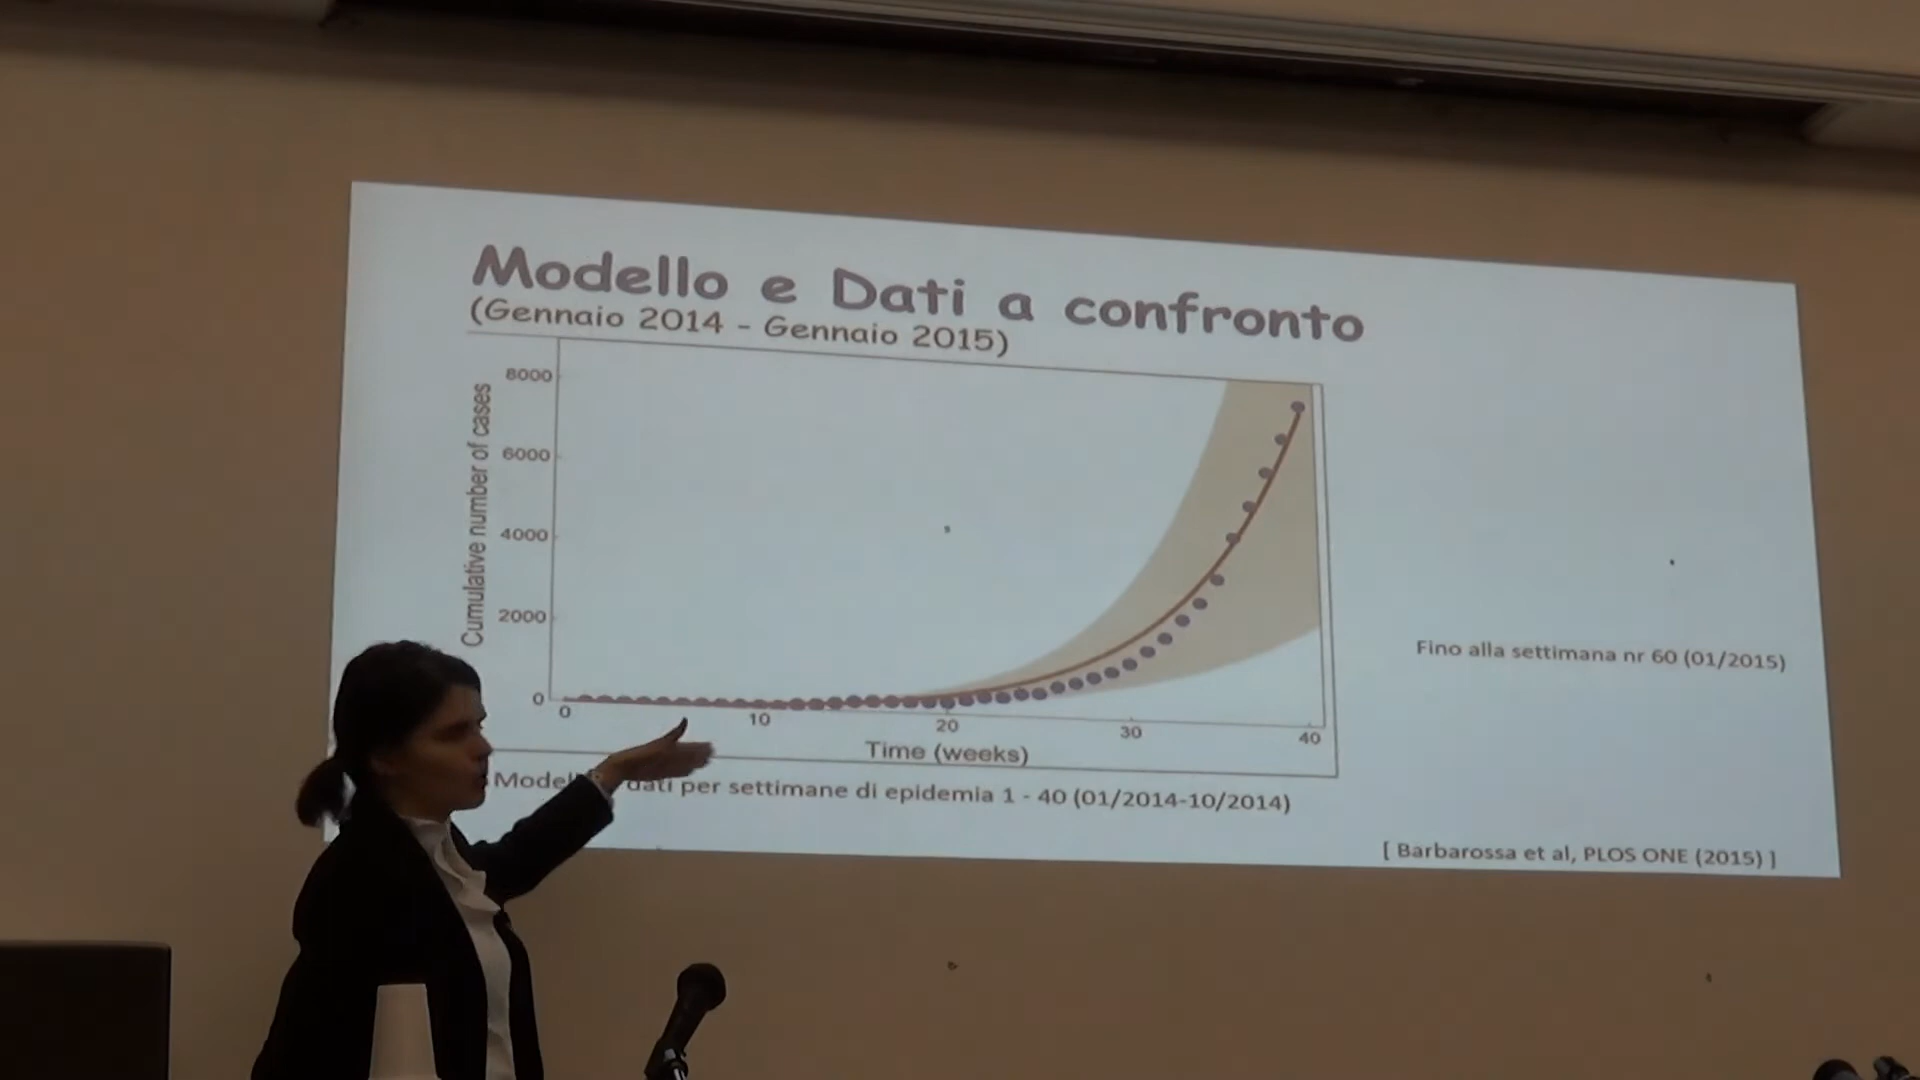 Modello e Dati a confronto
(Gennaio 2014 - Gennaio 2015)
Cumulative number of cases
8000
6000
4000
2000
0
0 10 20 30 40
Time (weeks)
dati per settimane di epidemia 1 - 40 (01/2014-10/2014)
Fino alla settimana nr 60 (01/2015)
[ Barbarossa et al, PLOS ONE (2015) ]